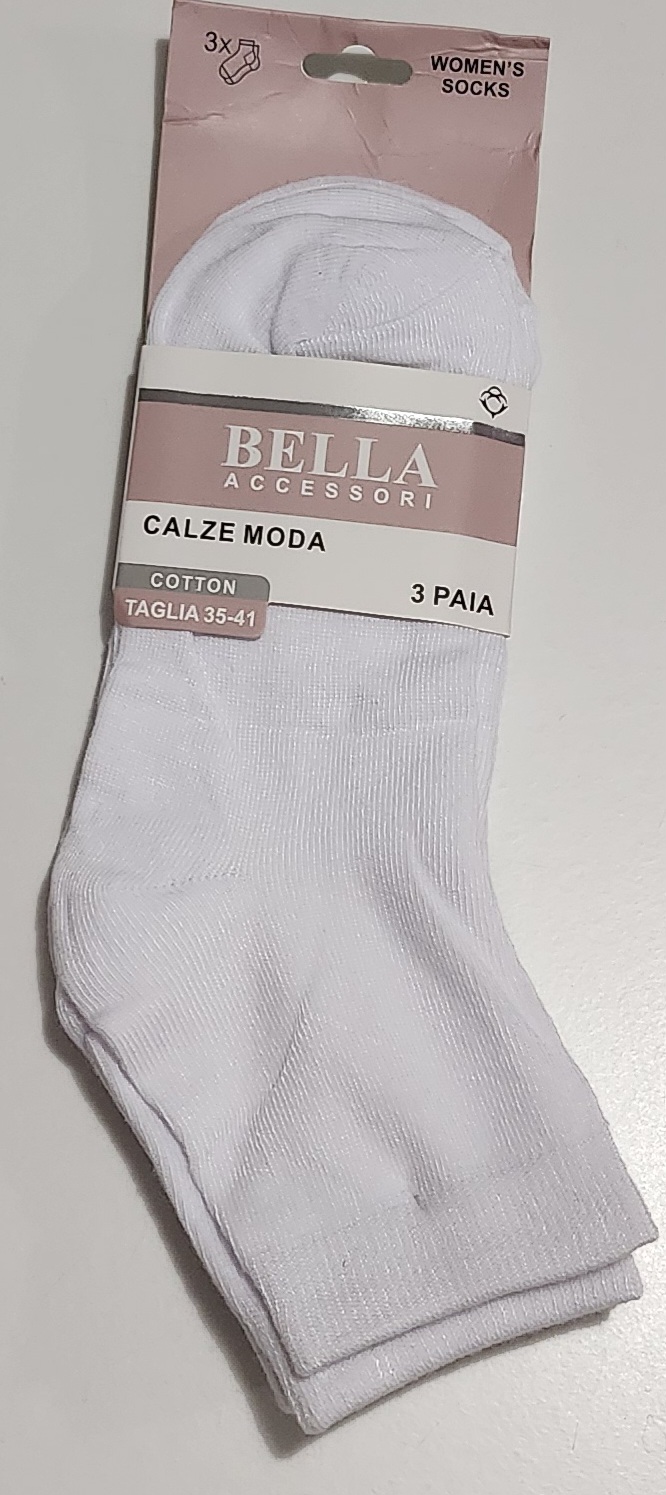 3x
WOMEN'S
SOCKS
BELLA
ACCESSORI
CALZE MODA
COTTON
TAGLIA 35-41
3 PAIA